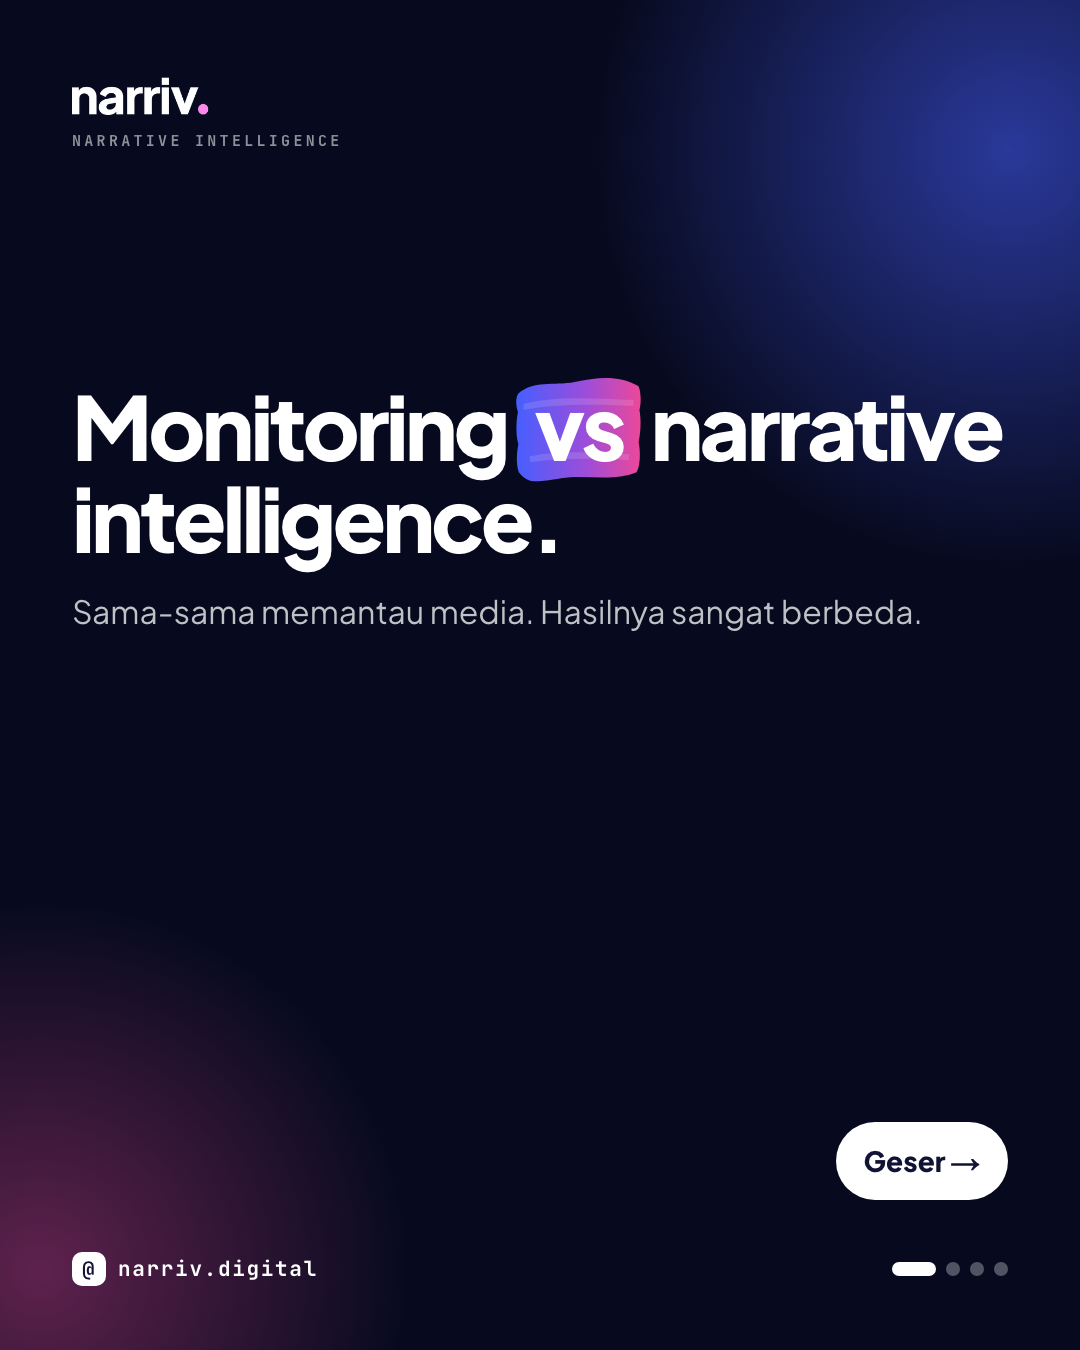 narriv.
NARRATIVE INTELLIGENCE
Monitoring vs narrative
intelligence.
Sama-sama memantau media. Hasilnya sangat berbeda.
Geser →
@ narriv.digital